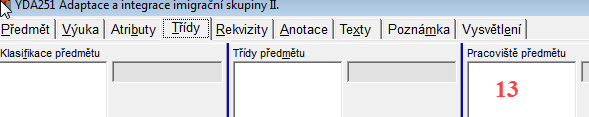 YDA251 Adaptace a integrace imigrační skupiny II.
Předmět Výuka Atributy Třídy Rekvizity Anotace Texty Poznámka Vysvětlení
Klasifikace předmětu Třídy předmětu Pracoviště předmětu
13